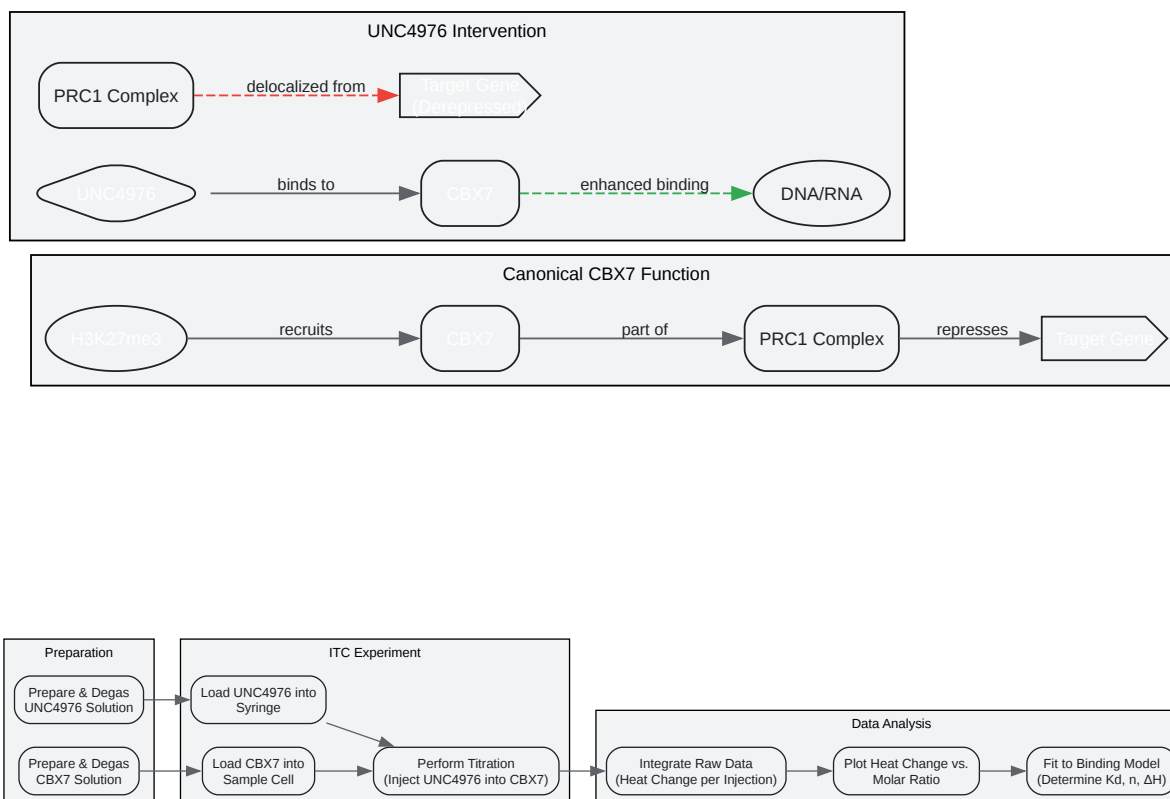 UNC4976 Intervention
PRC1 Complex
delocalized from
Target Gene
(Derepressed)
UNC4976
binds to
CBX7
enhanced binding
DNA/RNA
Canonical CBX7 Function
H3K27me3
recruits
CBX7
part of
PRC1 Complex
represses
Target Gene
Preparation
Prepare & Degas
UNC4976 Solution
Prepare & Degas
CBX7 Solution
ITC Experiment
Load UNC4976 into
Syringe
Load CBX7 into
Sample Cell
Perform Titration
(Inject UNC4976 into CBX7)
Data Analysis
Integrate Raw Data
(Heat Change per Injection)
Plot Heat Change vs.
Molar Ratio
Fit to Binding Model
(Determine Kd, n, ΔH)